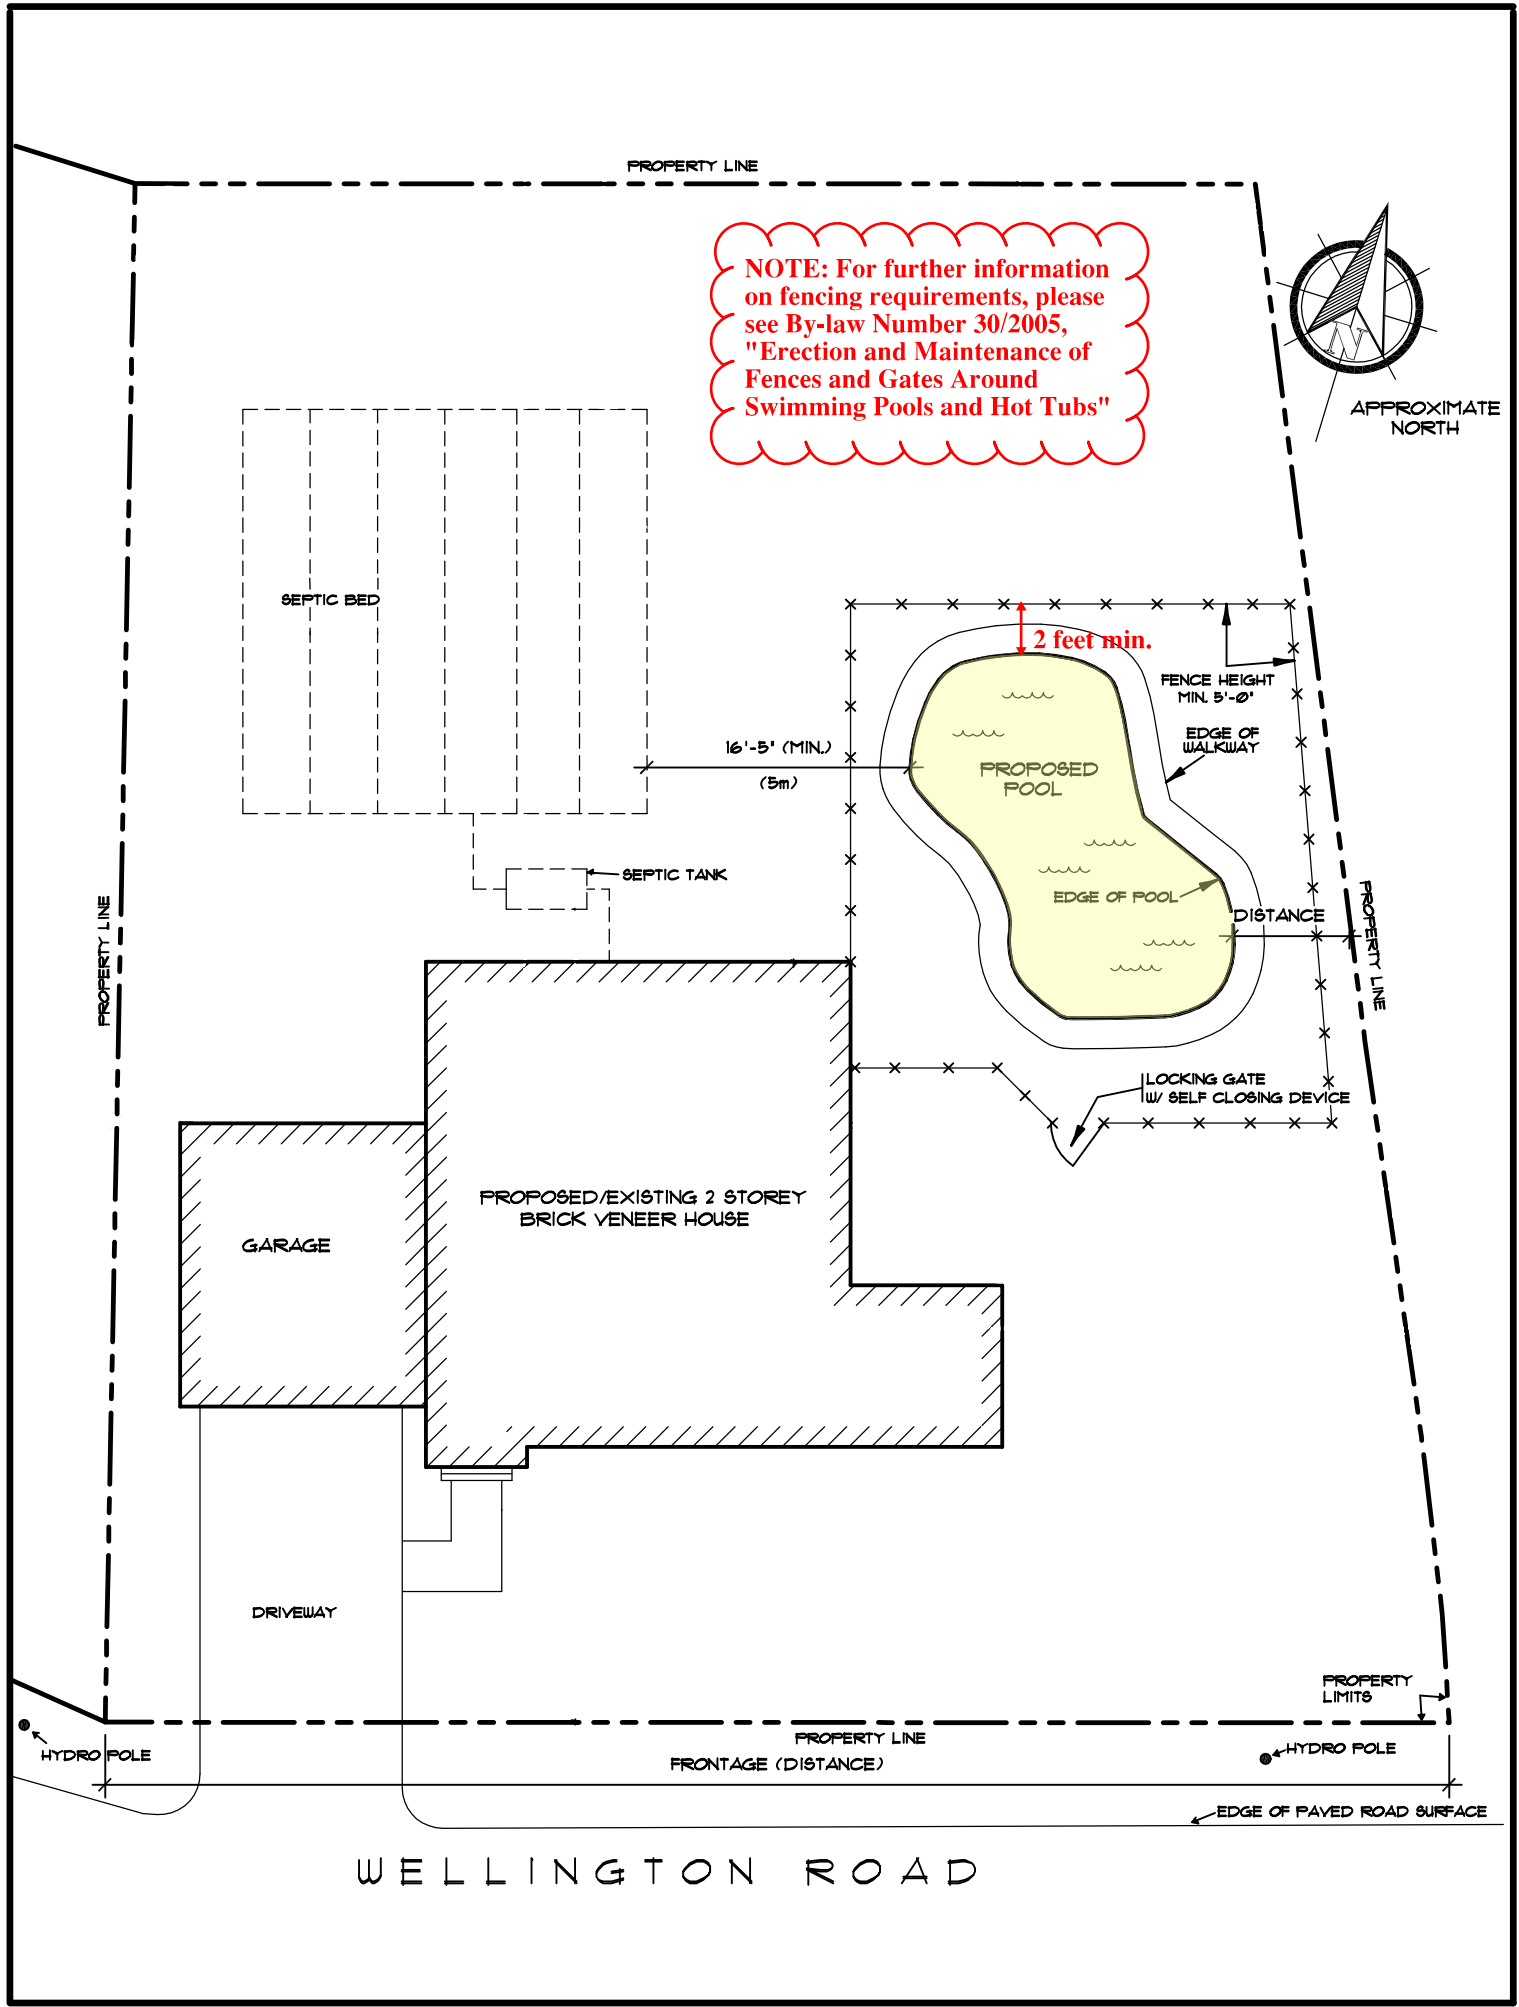 PROPERTY LINE
NOTE: For further information
on fencing requirements, please
see By-law Number 30/2005,
"Erection and Maintenance of
Fences and Gates Around
Swimming Pools and Hot Tubs"
N
APPROXIMATE
NORTH
SEPTIC BED
2 feet min.
FENCE HEIGHT
MIN. 5'-0"
EDGE OF
WALKWAY
16'-5" (MIN.)
(5m)
PROPOSED
POOL
SEPTIC TANK
EDGE OF POOL
DISTANCE
PROPERTY LINE
PROPERTY LINE
LOCKING GATE
W/ SELF CLOSING DEVICE
PROPOSED/EXISTING 2 STOREY
BRICK VENEER HOUSE
GARAGE
DRIVEWAY
PROPERTY
LIMITS
PROPERTY LINE
HYDRO POLE
FRONTAGE (DISTANCE)
HYDRO POLE
EDGE OF PAVED ROAD SURFACE
WELLINGTON ROAD